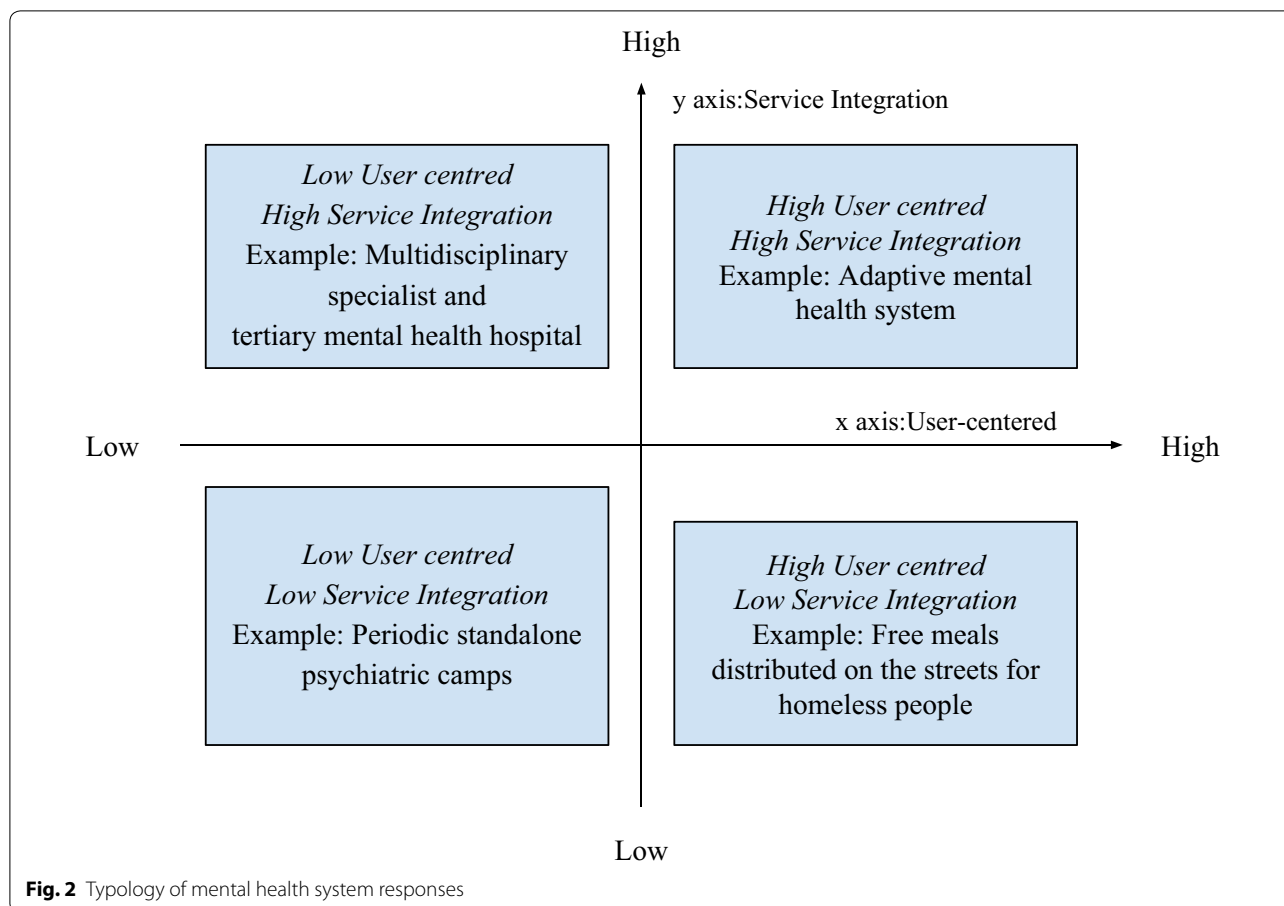 High
y axis:Service Integration
Low User centred
High Service Integration
Example: Multidisciplinary
specialist and
tertiary mental health hospital
High User centred
High Service Integration
Example: Adaptive mental
health system
x axis:User-centered
Low
High
Low User centred
Low Service Integration
Example: Periodic standalone
psychiatric camps
High User centred
Low Service Integration
Example: Free meals
distributed on the streets for
homeless people
Low
Fig. 2 Typology of mental health system responses